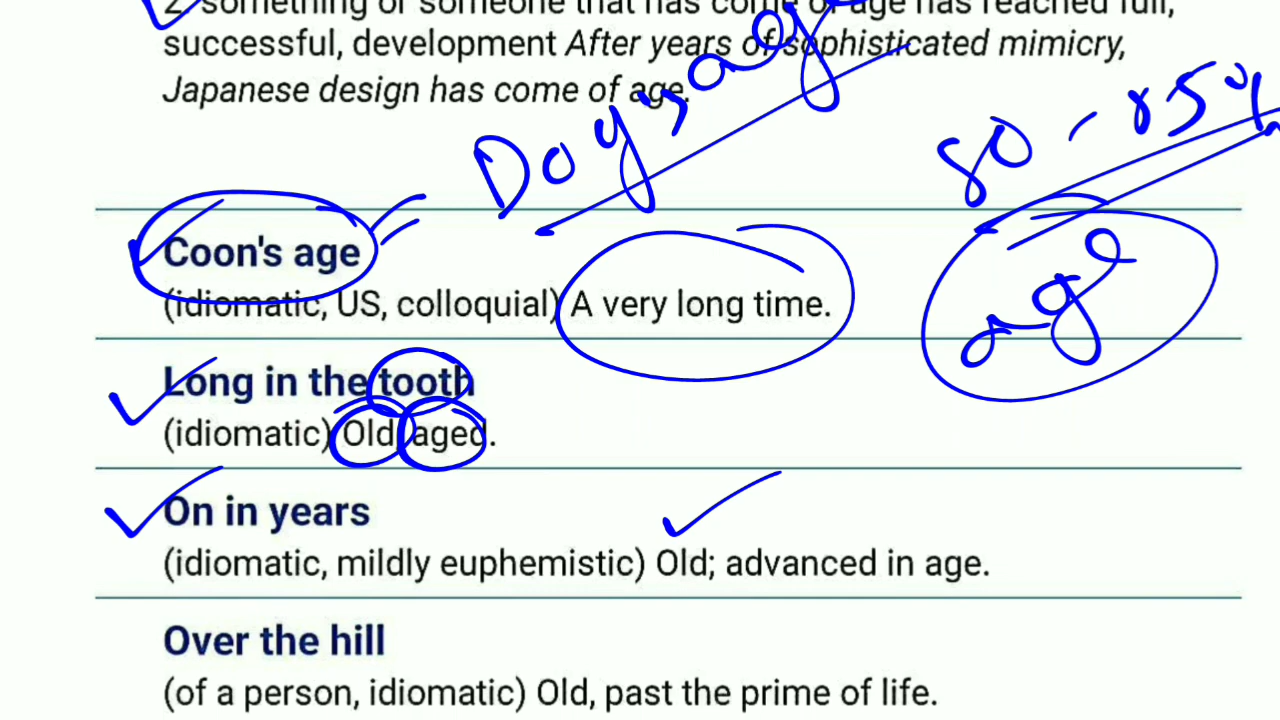 2 something or someone that has come of age has reached full,
successful, development After years of sophisticated mimicry,
Japanese design has come of age.
Dog's age
80-85%
age
Coon's age
(idiomatic, US, colloquial) A very long time.
Long in the tooth
(idiomatic) Old, aged.
On in years
(idiomatic, mildly euphemistic) Old; advanced in age.
Over the hill
(of a person, idiomatic) Old, past the prime of life.